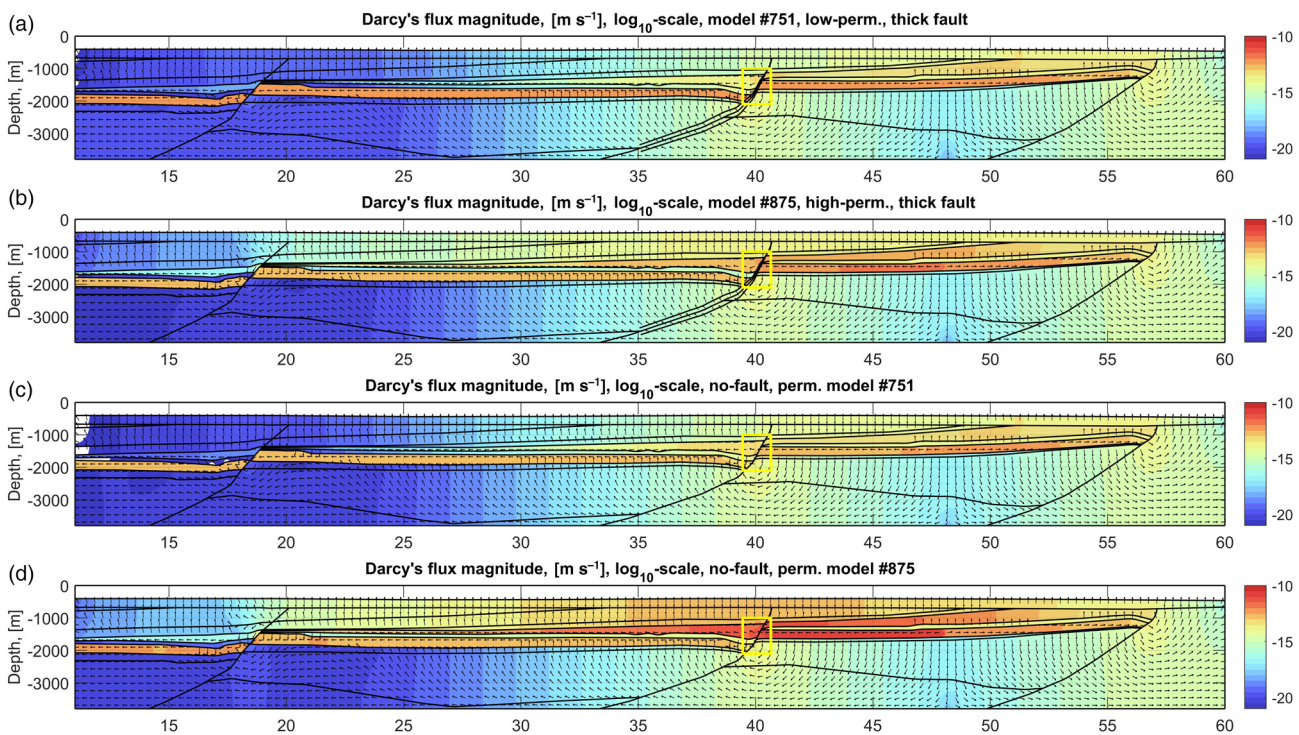 (a)
Darcy's flux magnitude, [m s⁻¹], log₁₀-scale, model #751, low-perm., thick fault
Depth, [m]
0
-1000
-2000
-3000
15 20 25 30 35 40 45 50 55 60
-10
-15
-20
(b)
Darcy's flux magnitude, [m s⁻¹], log₁₀-scale, model #875, high-perm., thick fault
Depth, [m]
0
-1000
-2000
-3000
15 20 25 30 35 40 45 50 55 60
-10
-15
-20
(c)
Darcy's flux magnitude, [m s⁻¹], log₁₀-scale, no-fault, perm. model #751
Depth, [m]
0
-1000
-2000
-3000
15 20 25 30 35 40 45 50 55 60
-10
-15
-20
(d)
Darcy's flux magnitude, [m s⁻¹], log₁₀-scale, no-fault, perm. model #875
Depth, [m]
0
-1000
-2000
-3000
15 20 25 30 35 40 45 50 55 60
-10
-15
-20